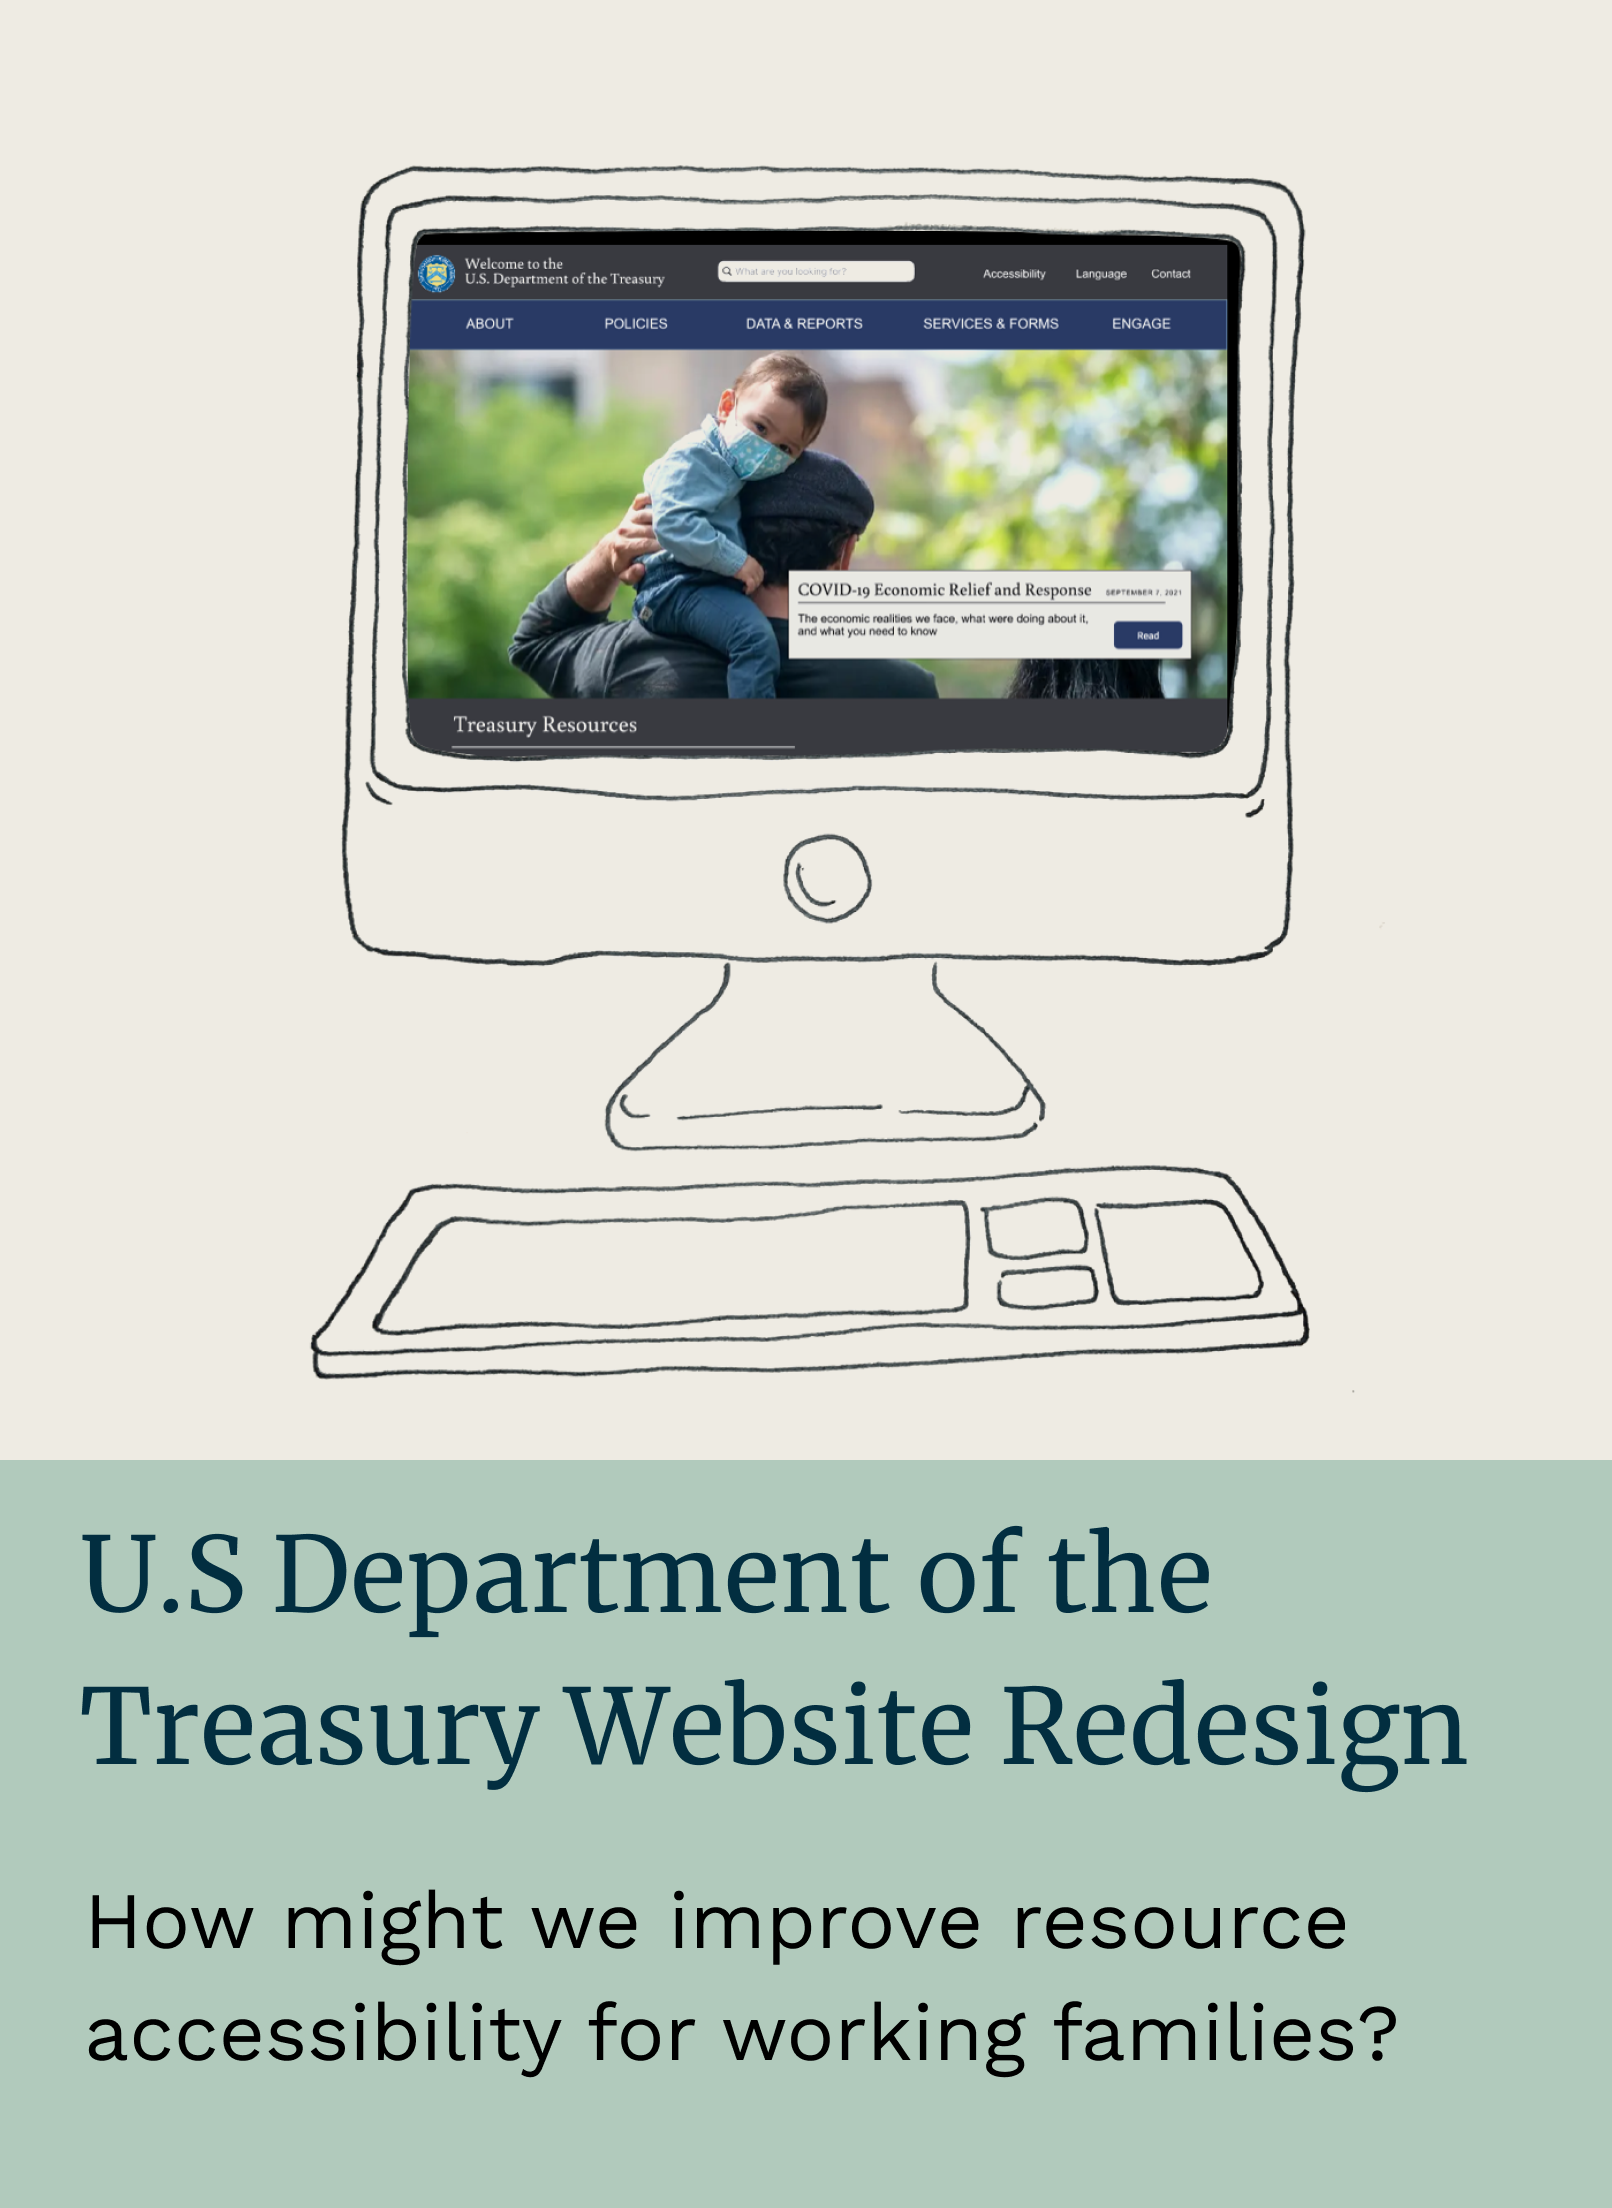 Welcome to the
U.S. Department of the Treasury
What are you looking for?
Accessibility Language Contact
ABOUT POLICIES DATA & REPORTS SERVICES & FORMS ENGAGE
COVID-19 Economic Relief and Response SEPTEMBER 7, 2021
The economic realities we face, what were doing about it,
and what you need to know
Read
Treasury Resources
U.S Department of the
Treasury Website Redesign
How might we improve resource
accessibility for working families?